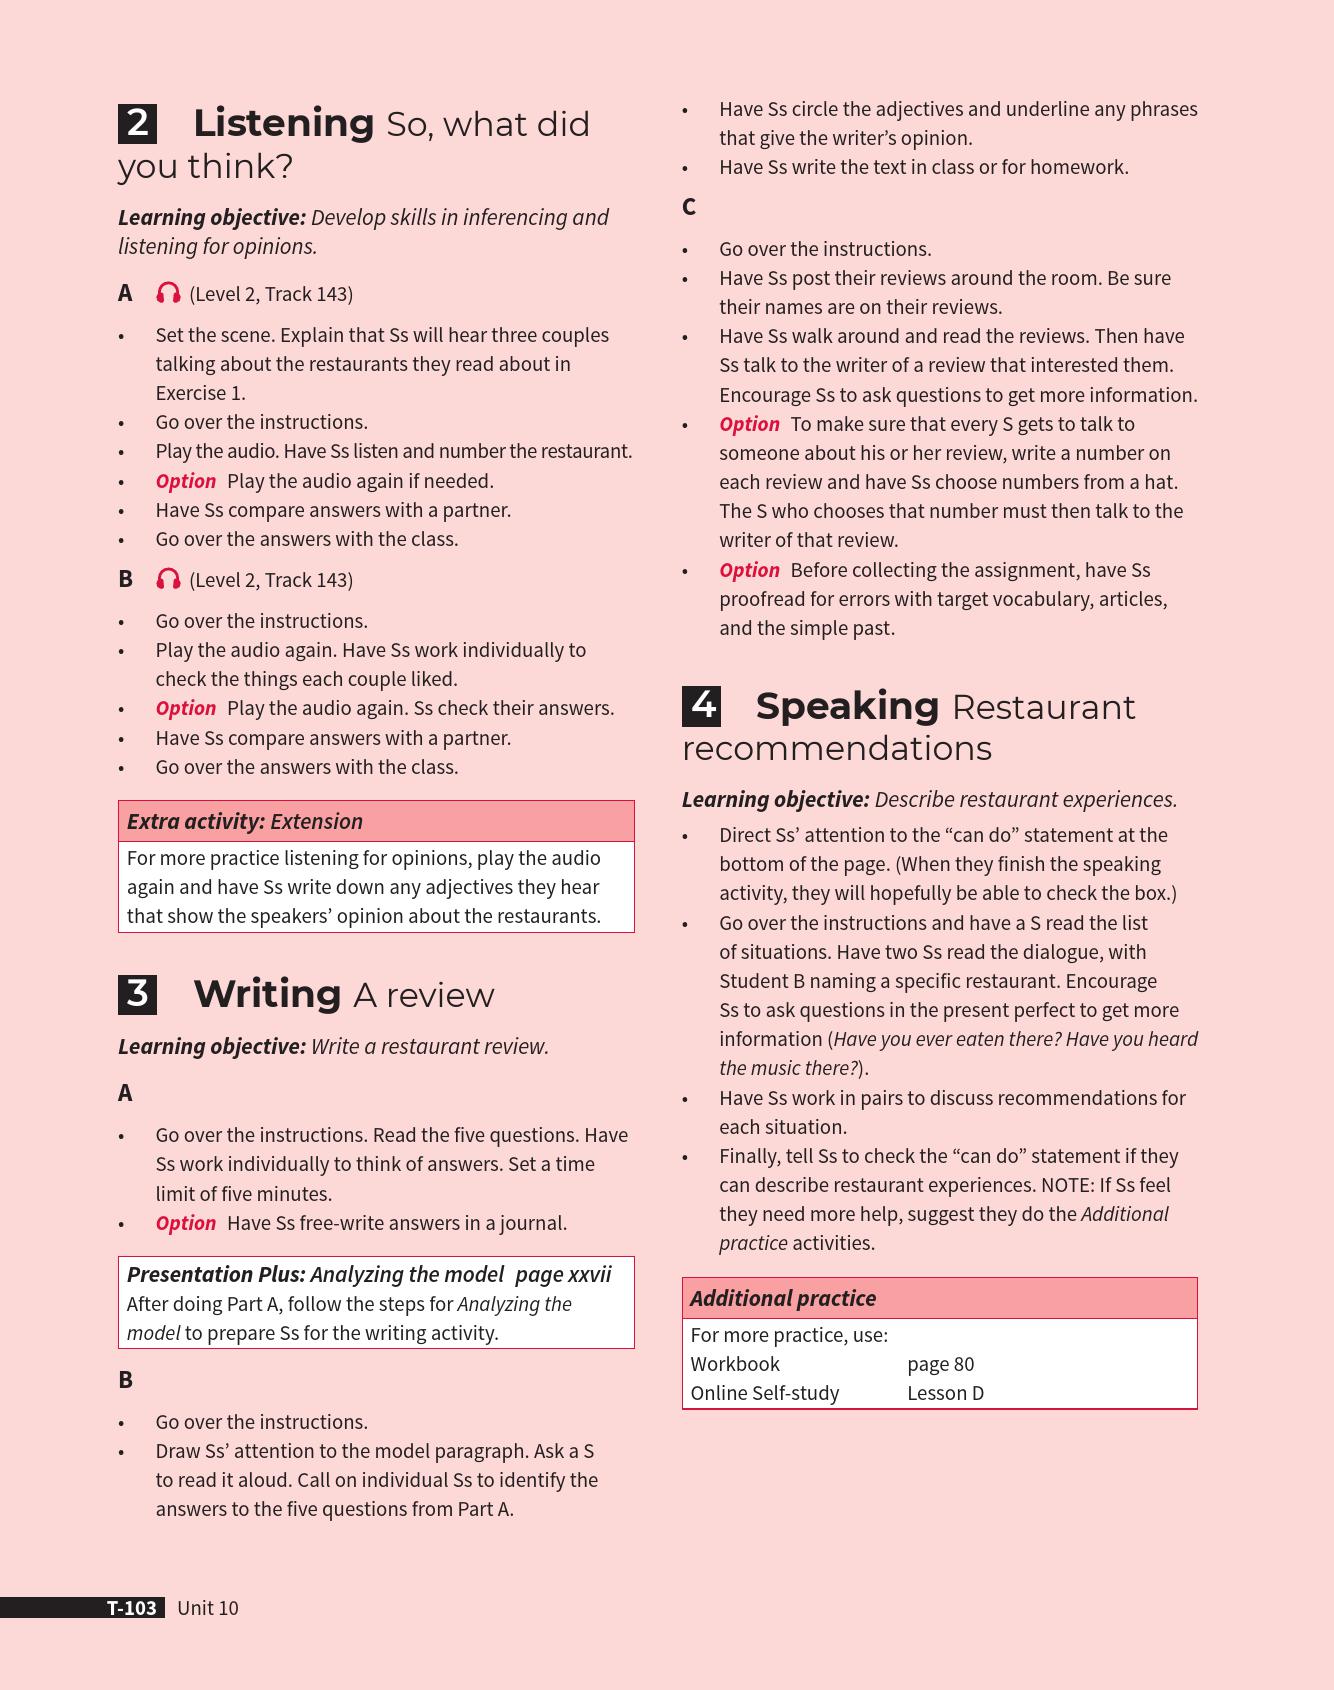 2 Listening So, what did
you think?
Learning objective: Develop skills in inferencing and
listening for opinions.
A (Level 2, Track 143)
• Set the scene. Explain that Ss will hear three couples
talking about the restaurants they read about in
Exercise 1.
• Go over the instructions.
• Play the audio. Have Ss listen and number the restaurant.
• Option Play the audio again if needed.
• Have Ss compare answers with a partner.
• Go over the answers with the class.
B (Level 2, Track 143)
• Go over the instructions.
• Play the audio again. Have Ss work individually to
check the things each couple liked.
• Option Play the audio again. Ss check their answers.
• Have Ss compare answers with a partner.
• Go over the answers with the class.
Extra activity: Extension
For more practice listening for opinions, play the audio
again and have Ss write down any adjectives they hear
that show the speakers’ opinion about the restaurants.
3 Writing A review
Learning objective: Write a restaurant review.
A
• Go over the instructions. Read the five questions. Have
Ss work individually to think of answers. Set a time
limit of five minutes.
• Option Have Ss free-write answers in a journal.
Presentation Plus: Analyzing the model page xxvii
After doing Part A, follow the steps for Analyzing the
model to prepare Ss for the writing activity.
B
• Go over the instructions.
• Draw Ss’ attention to the model paragraph. Ask a S
to read it aloud. Call on individual Ss to identify the
answers to the five questions from Part A.
• Have Ss circle the adjectives and underline any phrases
that give the writer’s opinion.
• Have Ss write the text in class or for homework.
C
• Go over the instructions.
• Have Ss post their reviews around the room. Be sure
their names are on their reviews.
• Have Ss walk around and read the reviews. Then have
Ss talk to the writer of a review that interested them.
Encourage Ss to ask questions to get more information.
• Option To make sure that every S gets to talk to
someone about his or her review, write a number on
each review and have Ss choose numbers from a hat.
The S who chooses that number must then talk to the
writer of that review.
• Option Before collecting the assignment, have Ss
proofread for errors with target vocabulary, articles,
and the simple past.
4 Speaking Restaurant
recommendations
Learning objective: Describe restaurant experiences.
• Direct Ss’ attention to the “can do” statement at the
bottom of the page. (When they finish the speaking
activity, they will hopefully be able to check the box.)
• Go over the instructions and have a S read the list
of situations. Have two Ss read the dialogue, with
Student B naming a specific restaurant. Encourage
Ss to ask questions in the present perfect to get more
information (Have you ever eaten there? Have you heard
the music there?).
• Have Ss work in pairs to discuss recommendations for
each situation.
• Finally, tell Ss to check the “can do” statement if they
can describe restaurant experiences. NOTE: If Ss feel
they need more help, suggest they do the Additional
practice activities.
Additional practice
For more practice, use:
Workbook page 80
Online Self-study Lesson D
T-103 Unit 10